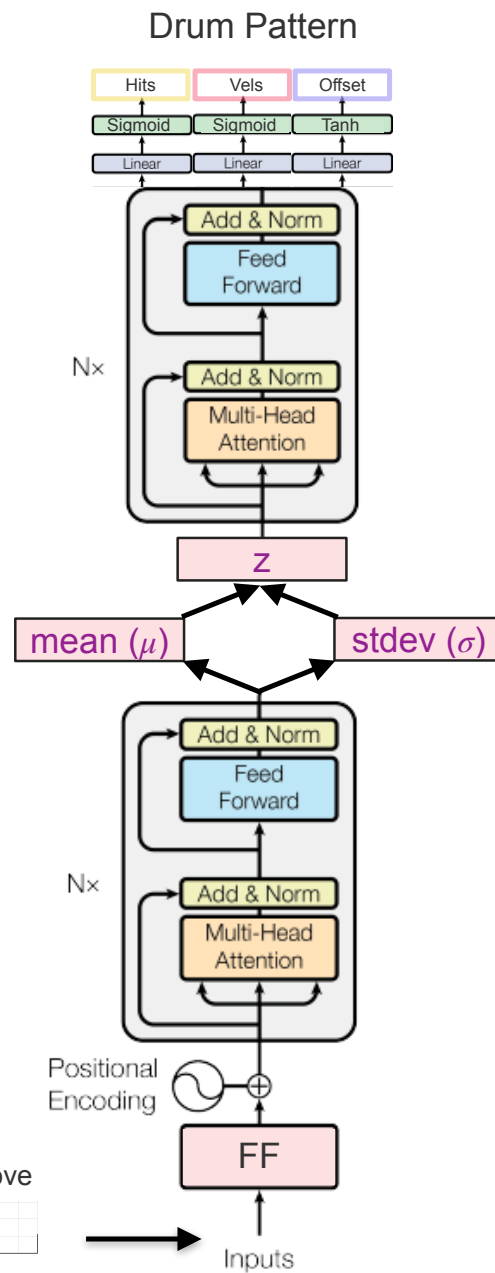 Drum Pattern
Hits Vels Offset
Sigmoid Sigmoid Tanh
Linear Linear Linear
Add & Norm
Feed
Forward
N×
Add & Norm
Multi-Head
Attention
z
mean (μ) stdev (σ)
Add & Norm
Feed
Forward
N×
Add & Norm
Multi-Head
Attention
Positional
Encoding
FF
ove
Inputs